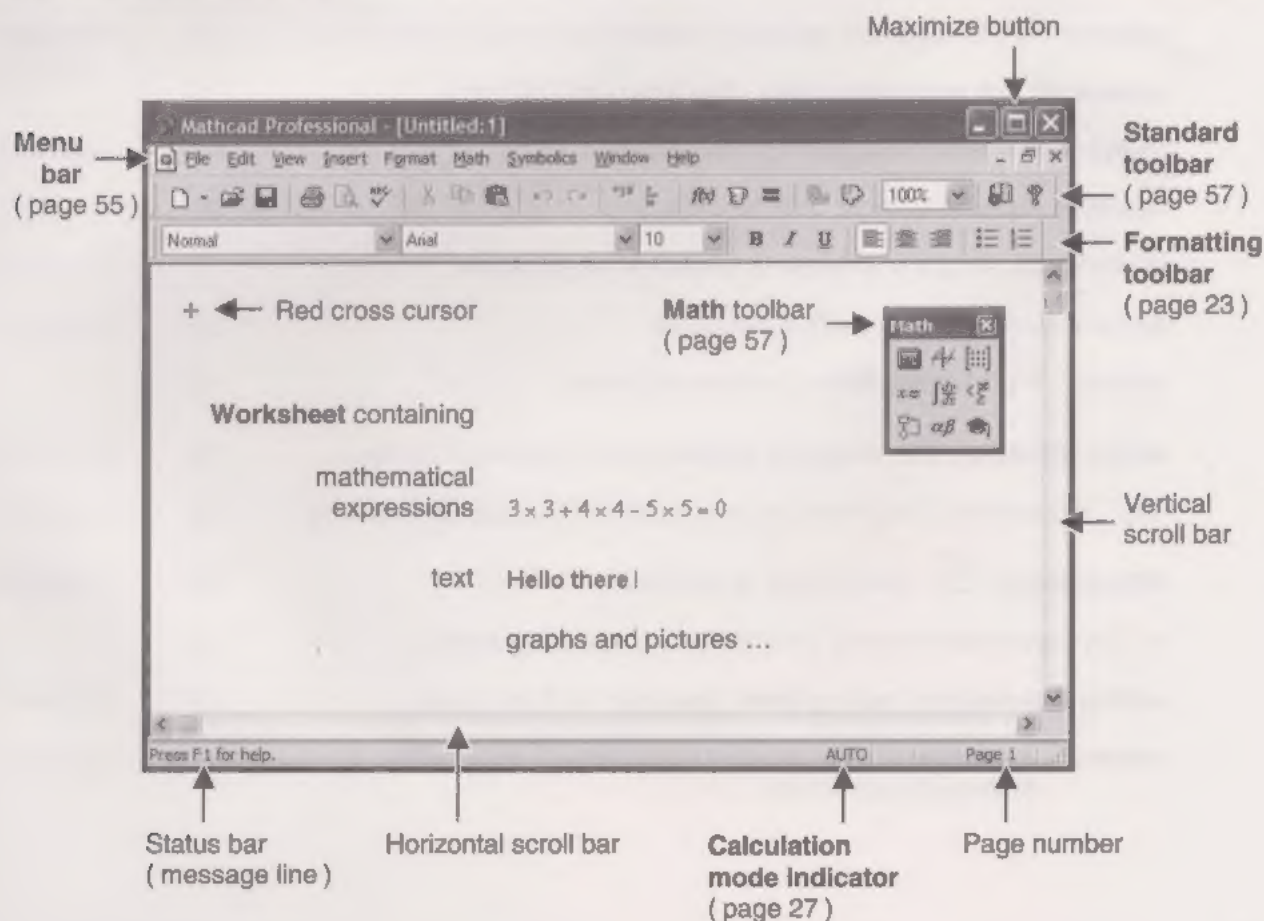 Maximize button
Mathcad Professional - [Untitled:1]
Menu
bar
( page 55 )
File Edit View Insert Format Math Symbolics Window Help
Standard
toolbar
( page 57 )
100%
Normal Arial 10 B I U
Formatting
toolbar
( page 23 )
+ Red cross cursor
Math toolbar
( page 57 )
Math
αβ
Worksheet containing
mathematical
expressions
3 × 3 + 4 × 4 - 5 × 5 = 0
Vertical
scroll bar
text
Hello there!
graphs and pictures ...
Press F1 for help.
AUTO
Page 1
Status bar
( message line )
Horizontal scroll bar
Calculation
mode indicator
( page 27 )
Page number